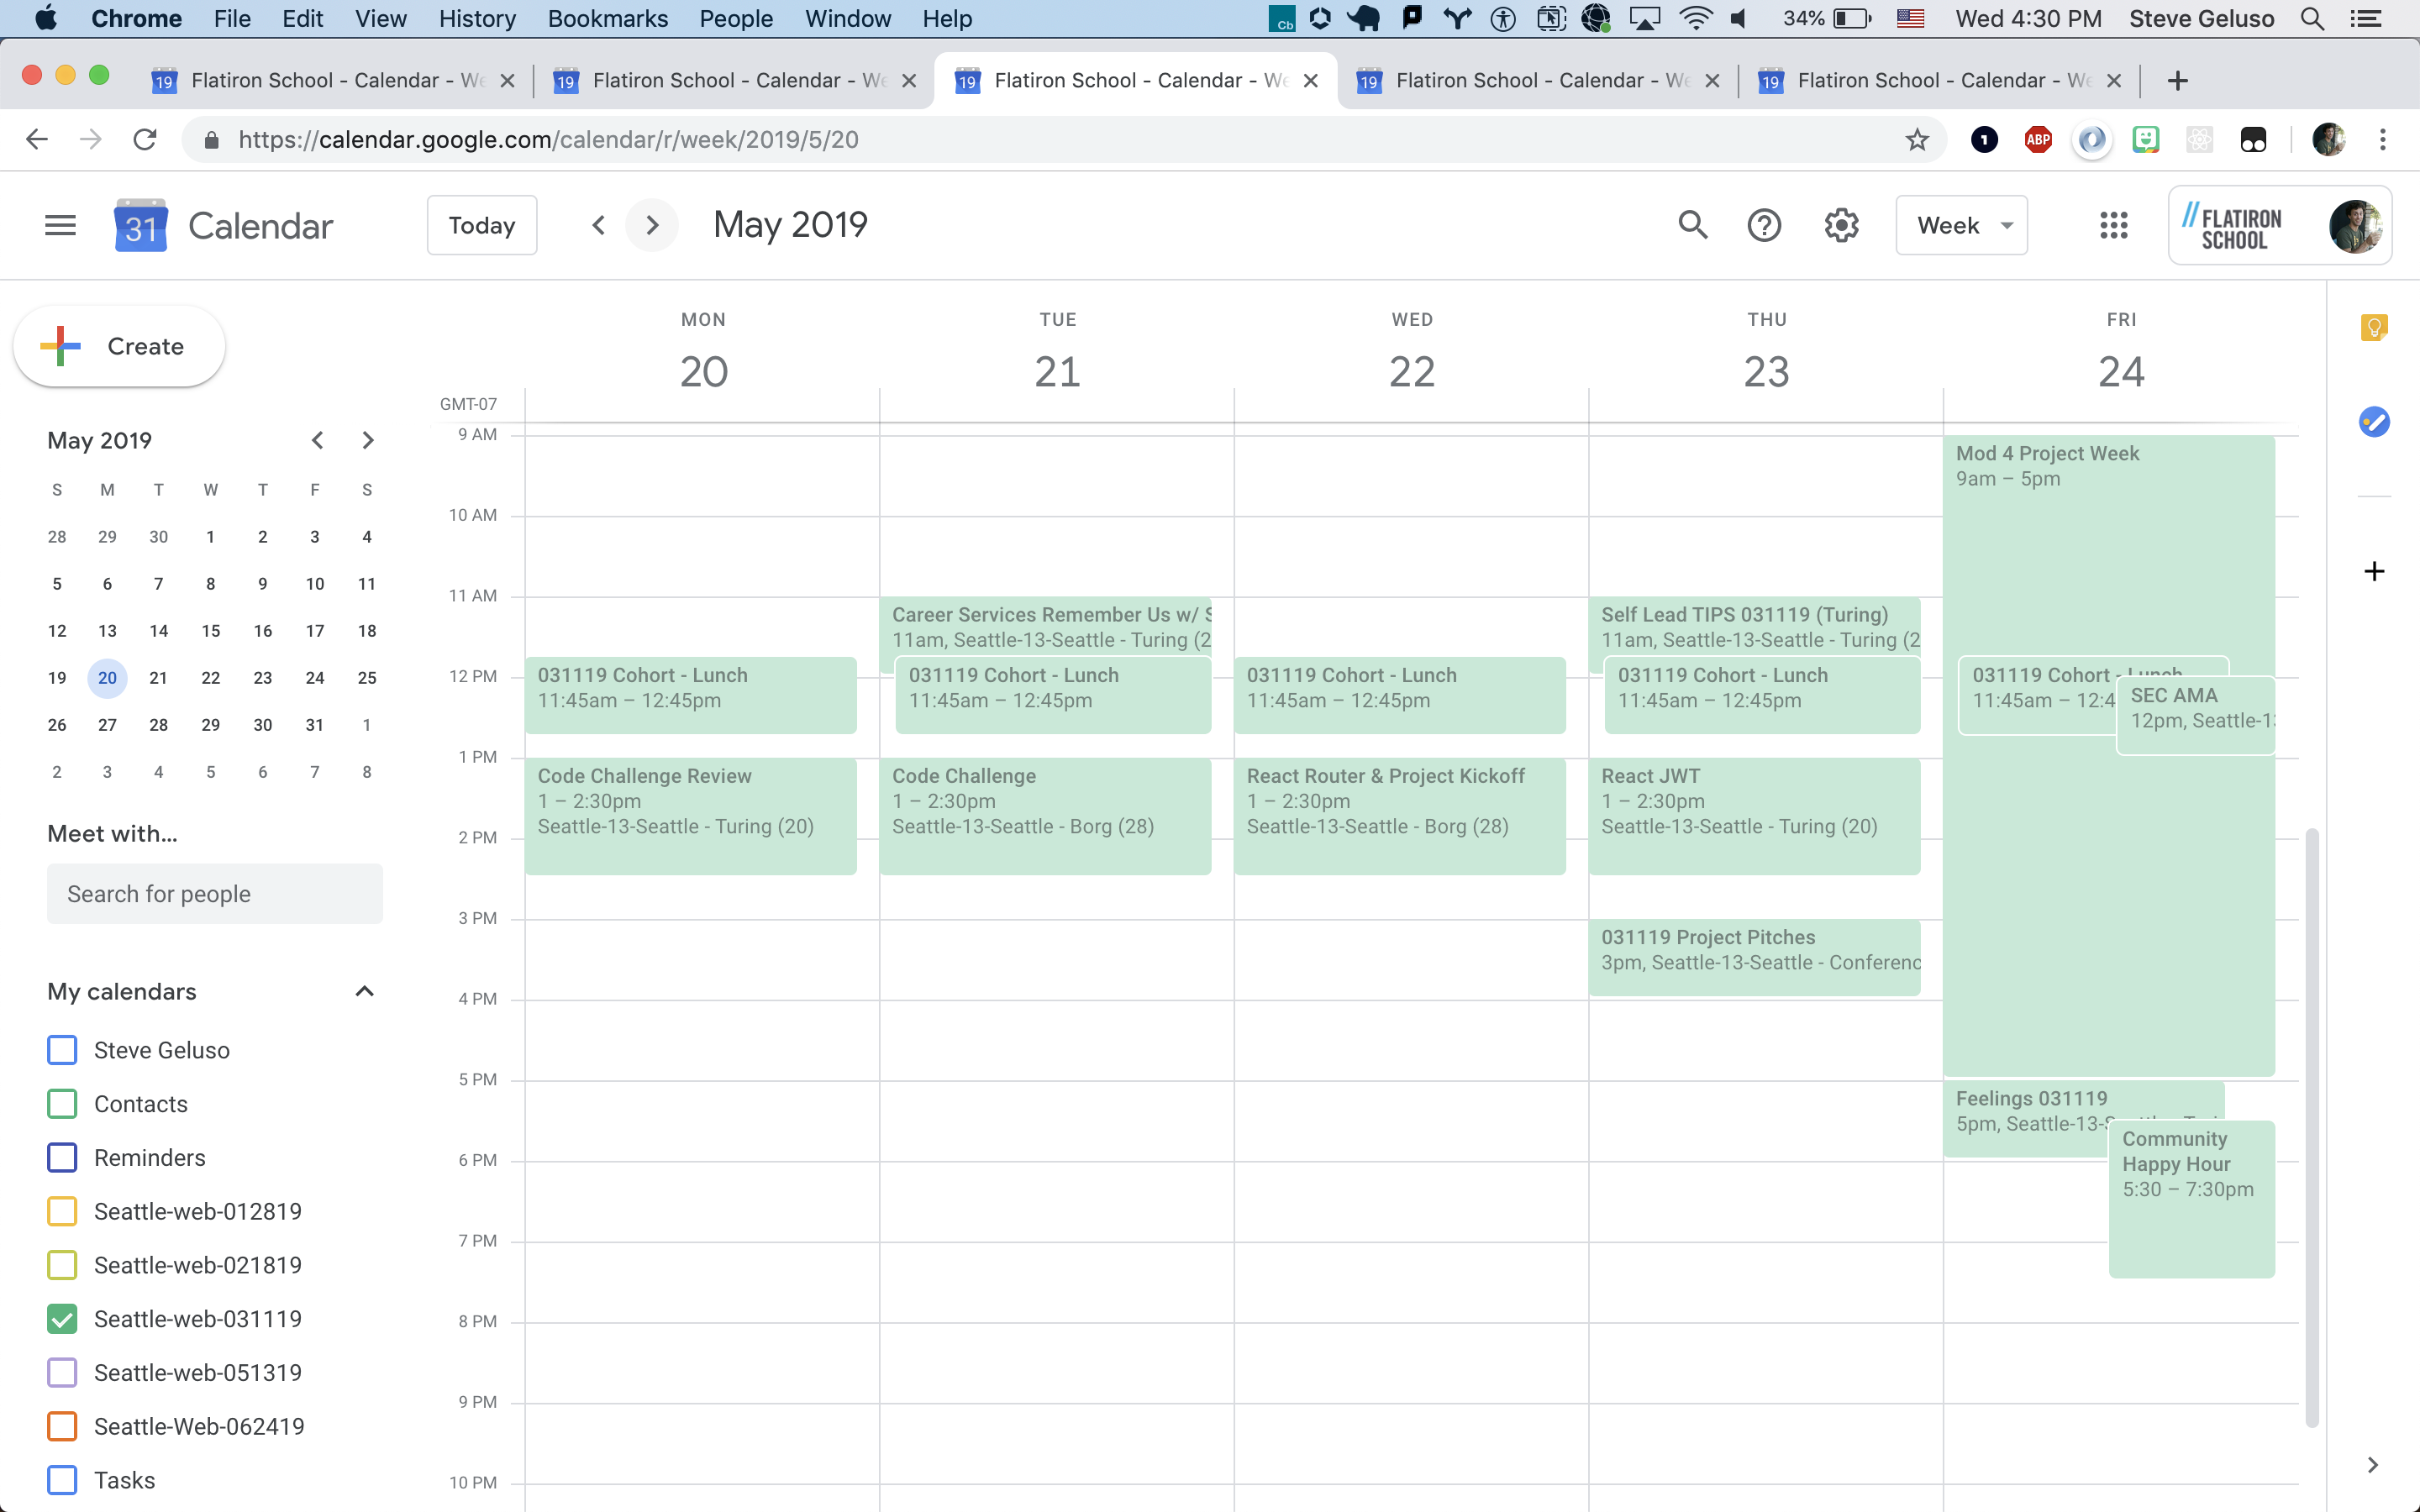 Chrome File Edit View History Bookmarks People Window Help
Cb 34% Wed 4:30 PM Steve Geluso
19 Flatiron School - Calendar - We
19 Flatiron School - Calendar - We
19 Flatiron School - Calendar - We
19 Flatiron School - Calendar - We
19 Flatiron School - Calendar - We
https://calendar.google.com/calendar/r/week/2019/5/20
1 ABP
31 Calendar
Today
May 2019
Week
// FLATIRON
SCHOOL
Create
May 2019
S M T W T F S
28 29 30 1 2 3 4
5 6 7 8 9 10 11
12 13 14 15 16 17 18
19 20 21 22 23 24 25
26 27 28 29 30 31 1
2 3 4 5 6 7 8
Meet with...
Search for people
My calendars
Steve Geluso
Contacts
Reminders
Seattle-web-012819
Seattle-web-021819
Seattle-web-031119
Seattle-web-051319
Seattle-Web-062419
Tasks
MON TUE WED THU FRI
20 21 22 23 24
GMT-07
9 AM
10 AM
11 AM
12 PM
1 PM
2 PM
3 PM
4 PM
5 PM
6 PM
7 PM
8 PM
9 PM
10 PM
031119 Cohort - Lunch
11:45am – 12:45pm
Code Challenge Review
1 – 2:30pm
Seattle-13-Seattle - Turing (20)
Career Services Remember Us w/ S
11am, Seattle-13-Seattle - Turing (2
031119 Cohort - Lunch
11:45am – 12:45pm
Code Challenge
1 – 2:30pm
Seattle-13-Seattle - Borg (28)
031119 Cohort - Lunch
11:45am – 12:45pm
React Router & Project Kickoff
1 – 2:30pm
Seattle-13-Seattle - Borg (28)
Self Lead TIPS 031119 (Turing)
11am, Seattle-13-Seattle - Turing (2
031119 Cohort - Lunch
11:45am – 12:45pm
React JWT
1 – 2:30pm
Seattle-13-Seattle - Turing (20)
031119 Project Pitches
3pm, Seattle-13-Seattle - Conferenc
Mod 4 Project Week
9am – 5pm
031119 Cohort - Lunch
11:45am – 12:4
SEC AMA
12pm, Seattle-13
Feelings 031119
5pm, Seattle-13-S
Community
Happy Hour
5:30 – 7:30pm